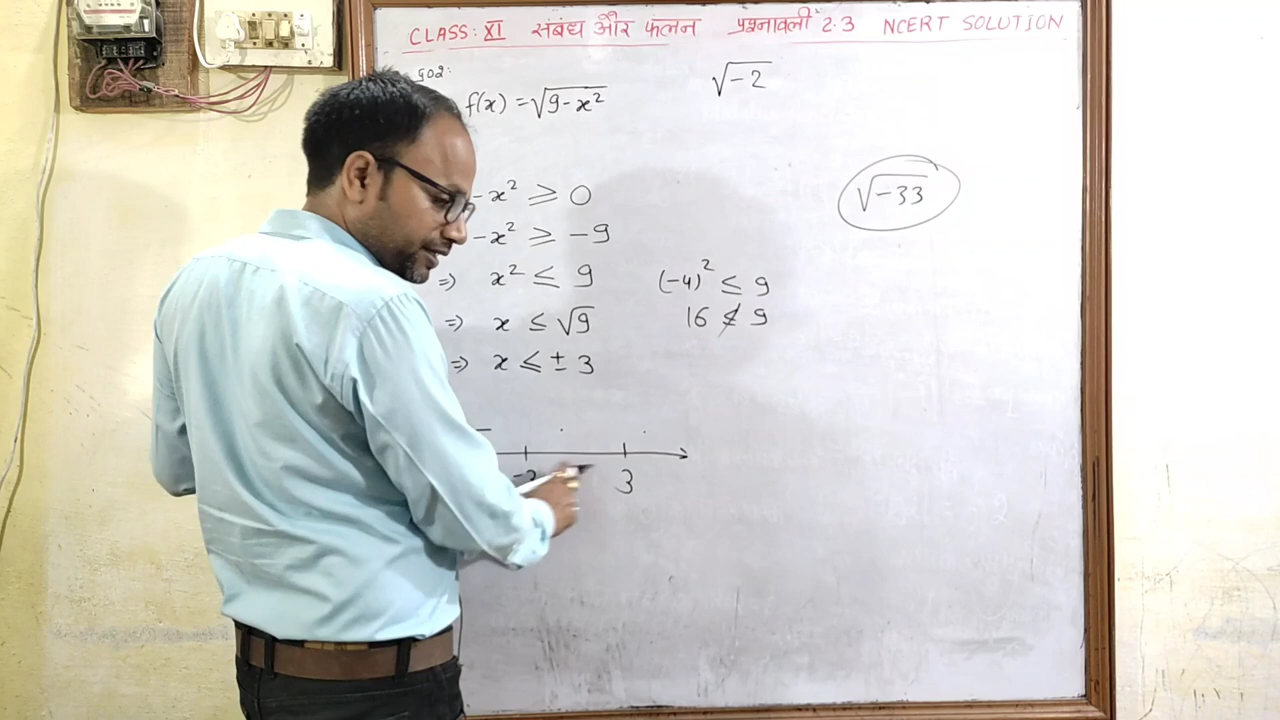 CLASS: XI संबंध और फलन प्रश्नावली 2.3 NCERT SOLUTION
प्र02:
f(x) = √9-x²
√-2
-x² ⩾ 0
√-33
-x² ⩾ -9
=> x² ≤ 9
(-4)² ≤ 9
=> x ≤ √9
16 ≰ 9
=> x ≤ ± 3
3